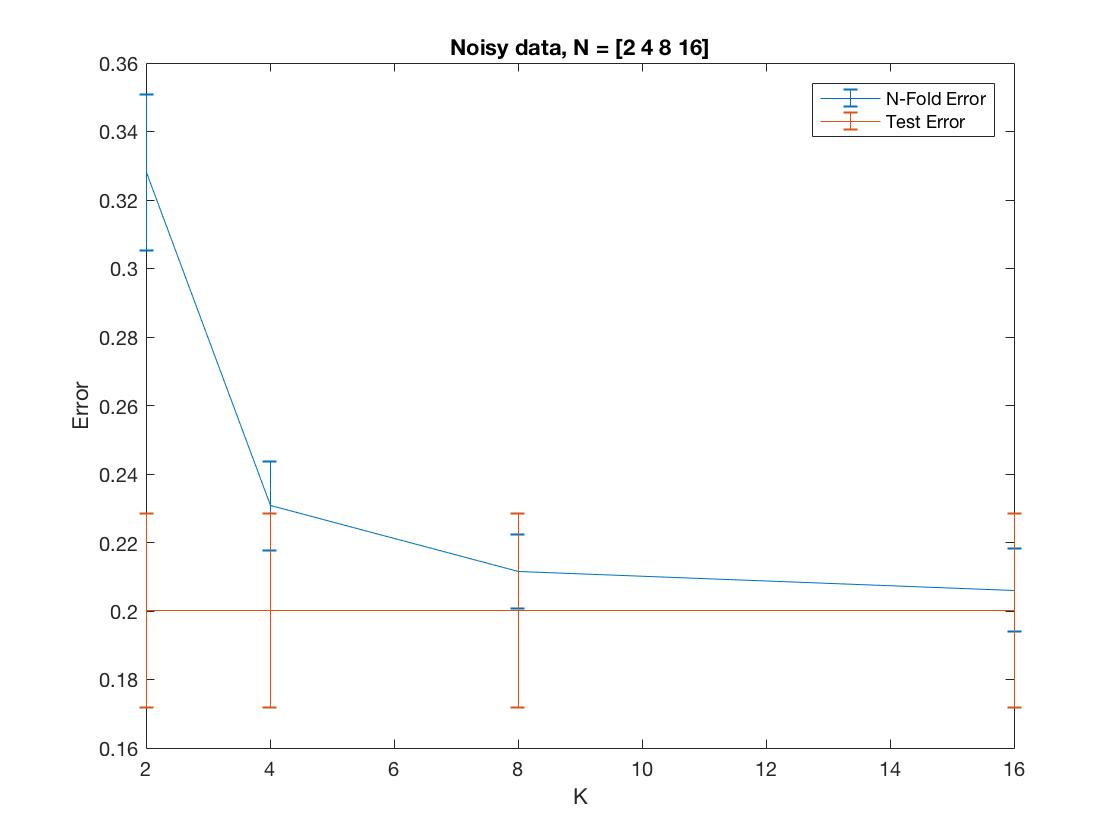 Noisy data, N = [2 4 8 16]
N-Fold Error
Test Error
0.36
0.34
0.32
0.3
0.28
0.26
0.24
0.22
0.2
0.18
0.16
Error
2 4 6 8 10 12 14 16
K